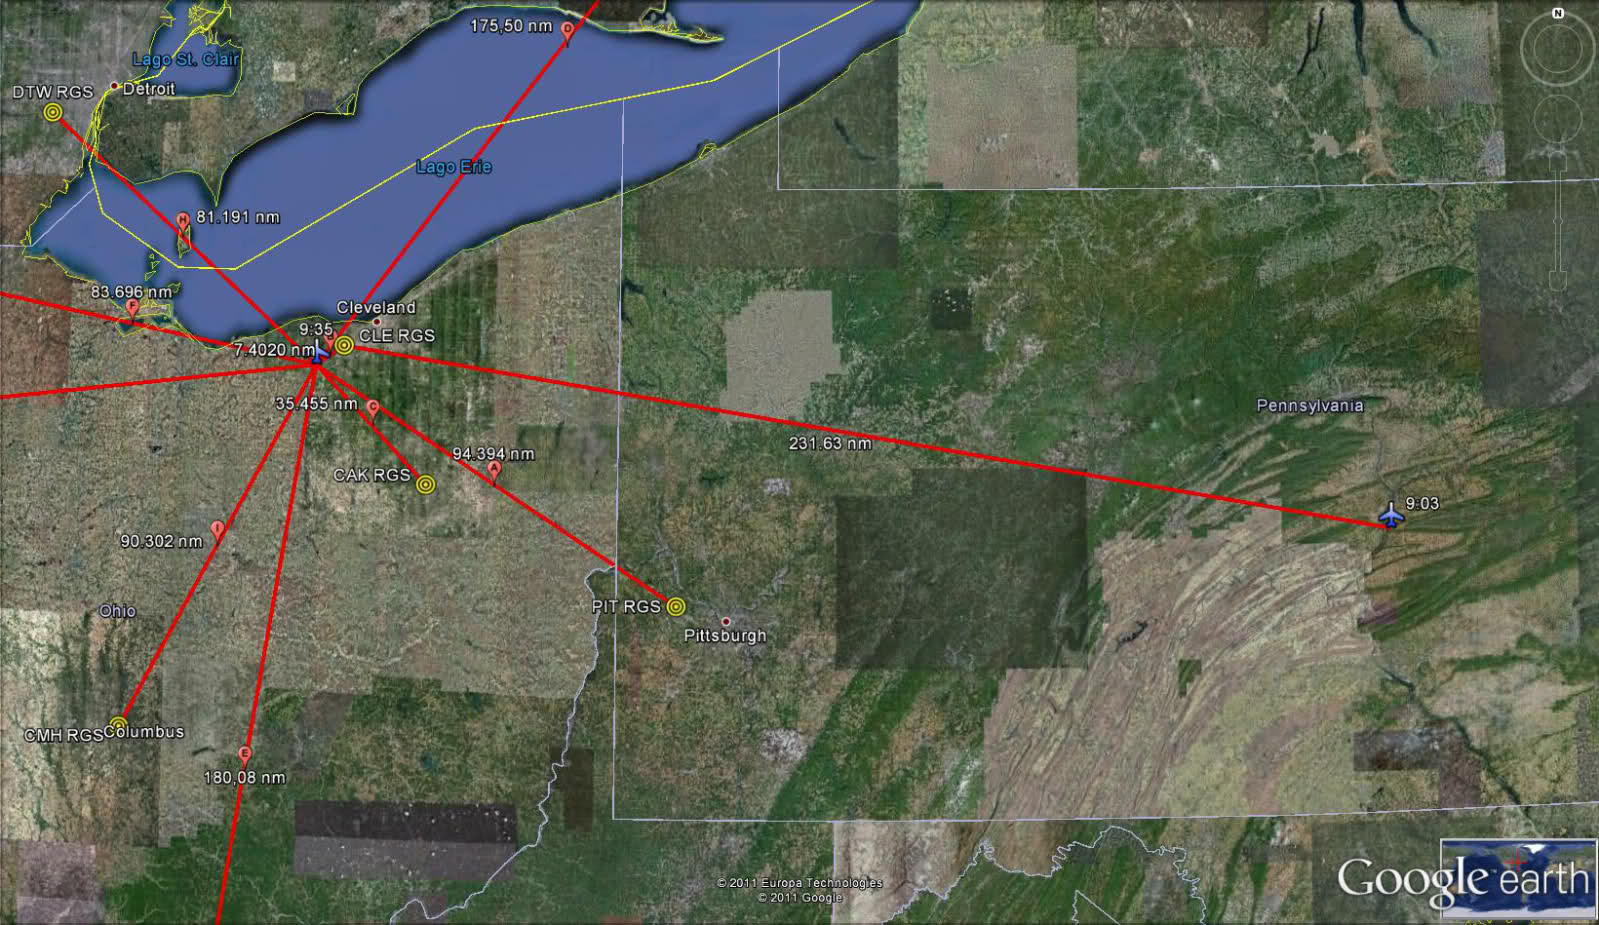 N
175,50 nm
D
Lago St. Clair
DTW RGS
Detroit
Lago Erie
H
81.191 nm
83.696 nm
F
Cleveland
9:35
CLE RGS
7.4020 nm
35.455 nm
C
Pennsylvania
231.63 nm
94.394 nm
A
CAK RGS
9:03
I
90.302 nm
Ohio
PIT RGS
Pittsburgh
CMH RGS
Columbus
E
180,08 nm
© 2011 Europa Technologies
© 2011 Google
Google earth